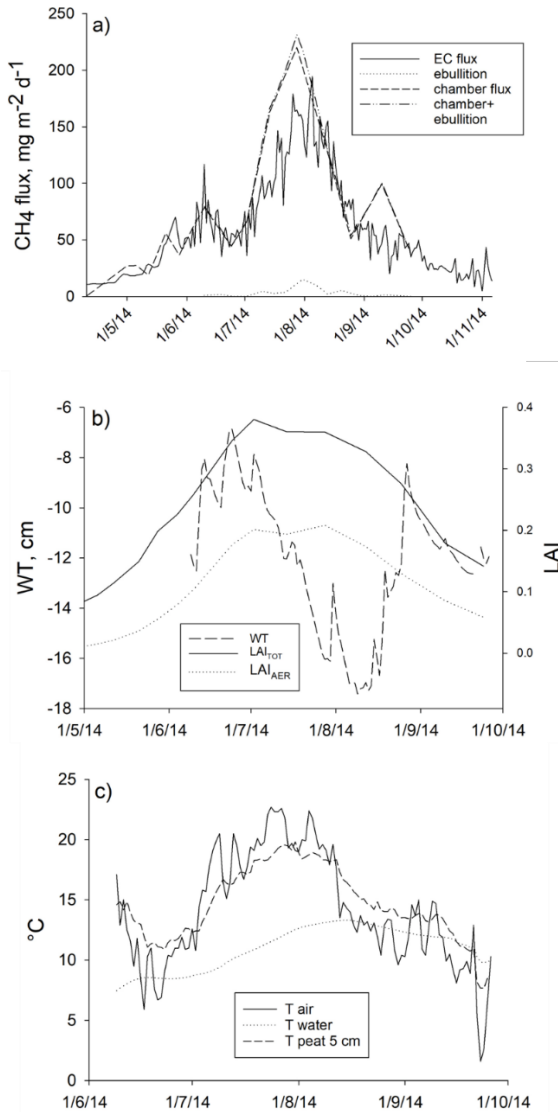 a)
CH4 flux, mg m-2 d-1
250
200
150
100
50
0
EC flux
ebullition
chamber flux
chamber+
ebullition
1/5/14 1/6/14 1/7/14 1/8/14 1/9/14 1/10/14 1/11/14
b)
WT, cm
-6
-8
-10
-12
-14
-16
-18
0.4
0.3
0.2
0.1
0.0
LAI
WT
LAITOT
LAIAER
1/5/14 1/6/14 1/7/14 1/8/14 1/9/14 1/10/14
c)
°C
25
20
15
10
5
0
T air
T water
T peat 5 cm
1/6/14 1/7/14 1/8/14 1/9/14 1/10/14